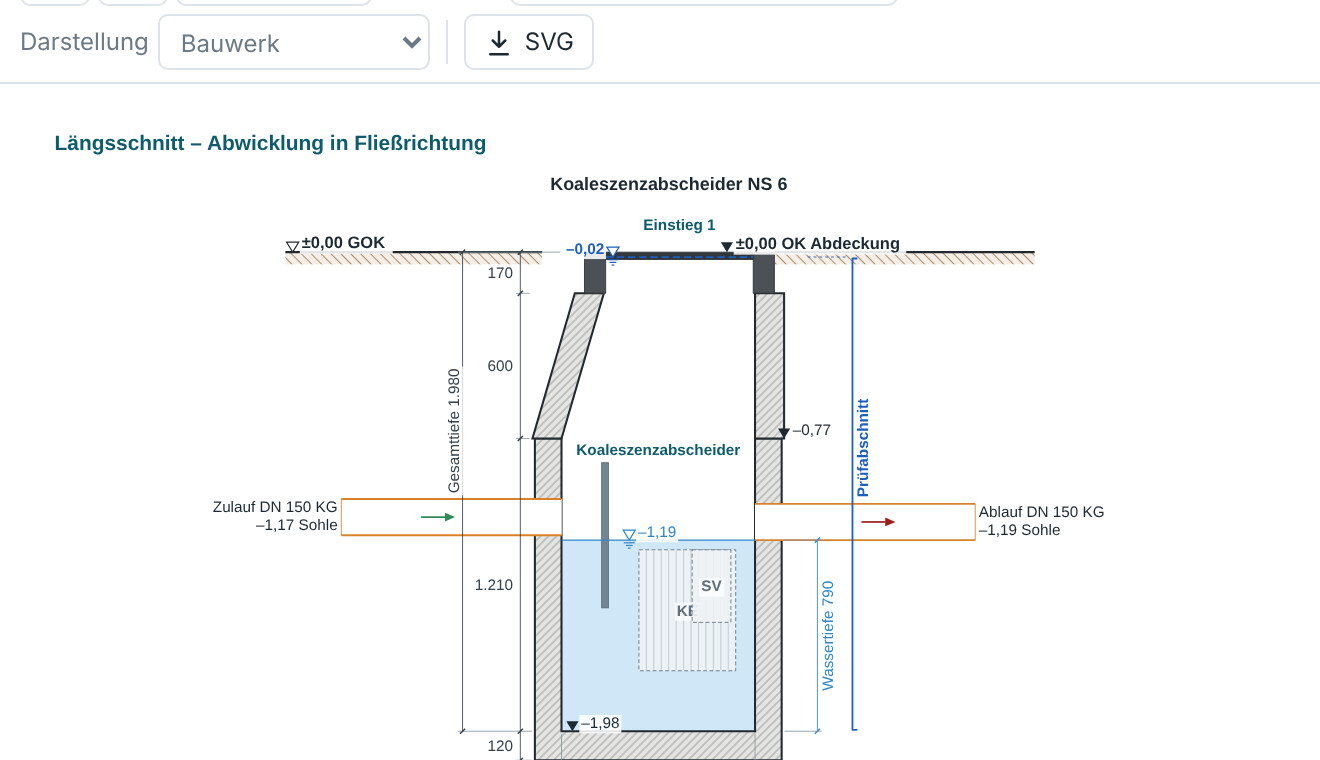 Darstellung
Bauwerk
SVG
Längsschnitt – Abwicklung in Fließrichtung
Koaleszenzabscheider NS 6
Einstieg 1
±0,00 GOK
–0,02
±0,00 OK Abdeckung
170
600
Gesamttiefe 1.980
–0,77
Prüfabschnitt
Koaleszenzabscheider
Zulauf DN 150 KG
–1,17 Sohle
Ablauf DN 150 KG
–1,19 Sohle
–1,19
1.210
SV
Wassertiefe 790
–1,98
120